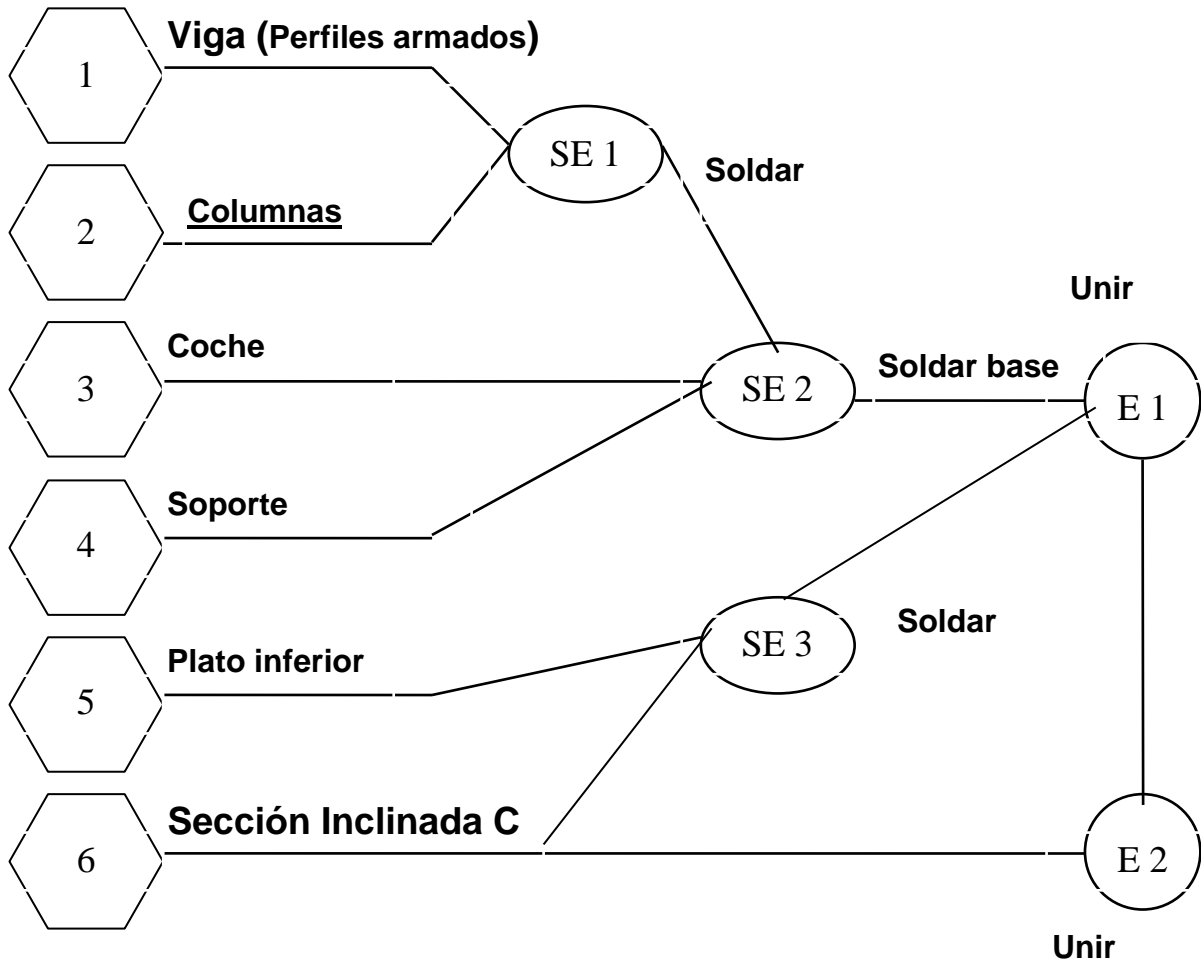 Viga (Perfiles armados)
1
SE 1
Soldar
Columnas
2
Unir
Coche
3
SE 2
Soldar base
E 1
Soporte
4
Plato inferior
5
SE 3
Soldar
Sección Inclinada C
6
E 2
Unir